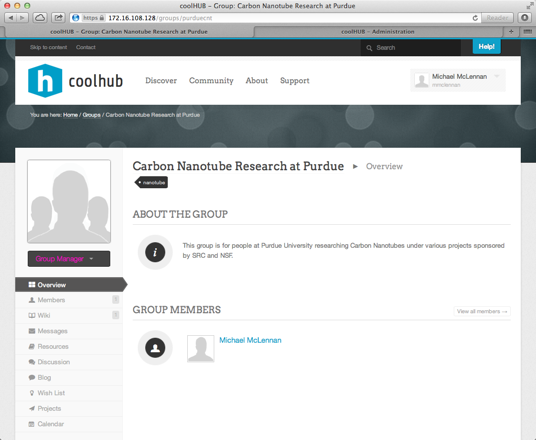 coolHUB - Group: Carbon Nanotube Research at Purdue
https 172.16.108.128/groups/purduecnt
Reader
coolHUB - Group: Carbon Nanotube Research at Purdue
coolHUB - Administration
Skip to content
Contact
Search
Help!
h coolhub
Discover
Community
About
Support
Michael McLennan
mmclennan
You are here: Home / Groups / Carbon Nanotube Research at Purdue
Carbon Nanotube Research at Purdue ► Overview
nanotube
ABOUT THE GROUP
i
This group is for people at Purdue University researching Carbon Nanotubes under various projects sponsored
by SRC and NSF.
Group Manager
Overview
Members
Wiki
Messages
Resources
Discussion
Blog
Wish List
Projects
Calendar
GROUP MEMBERS
View all members →
Michael McLennan